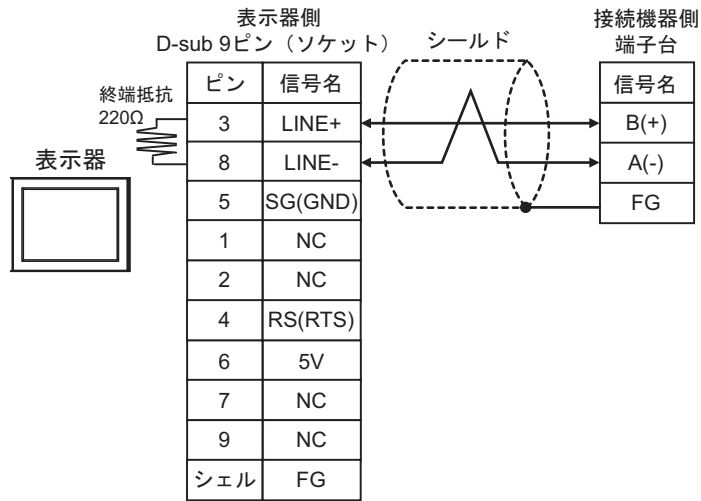 表示器側
D-sub 9ピン（ソケット）
シールド
接続機器側
端子台
終端抵抗
220Ω
表示器
ピン 信号名
3 LINE+
8 LINE-
5 SG(GND)
1 NC
2 NC
4 RS(RTS)
6 5V
7 NC
9 NC
シェル FG
信号名
B(+)
A(-)
FG